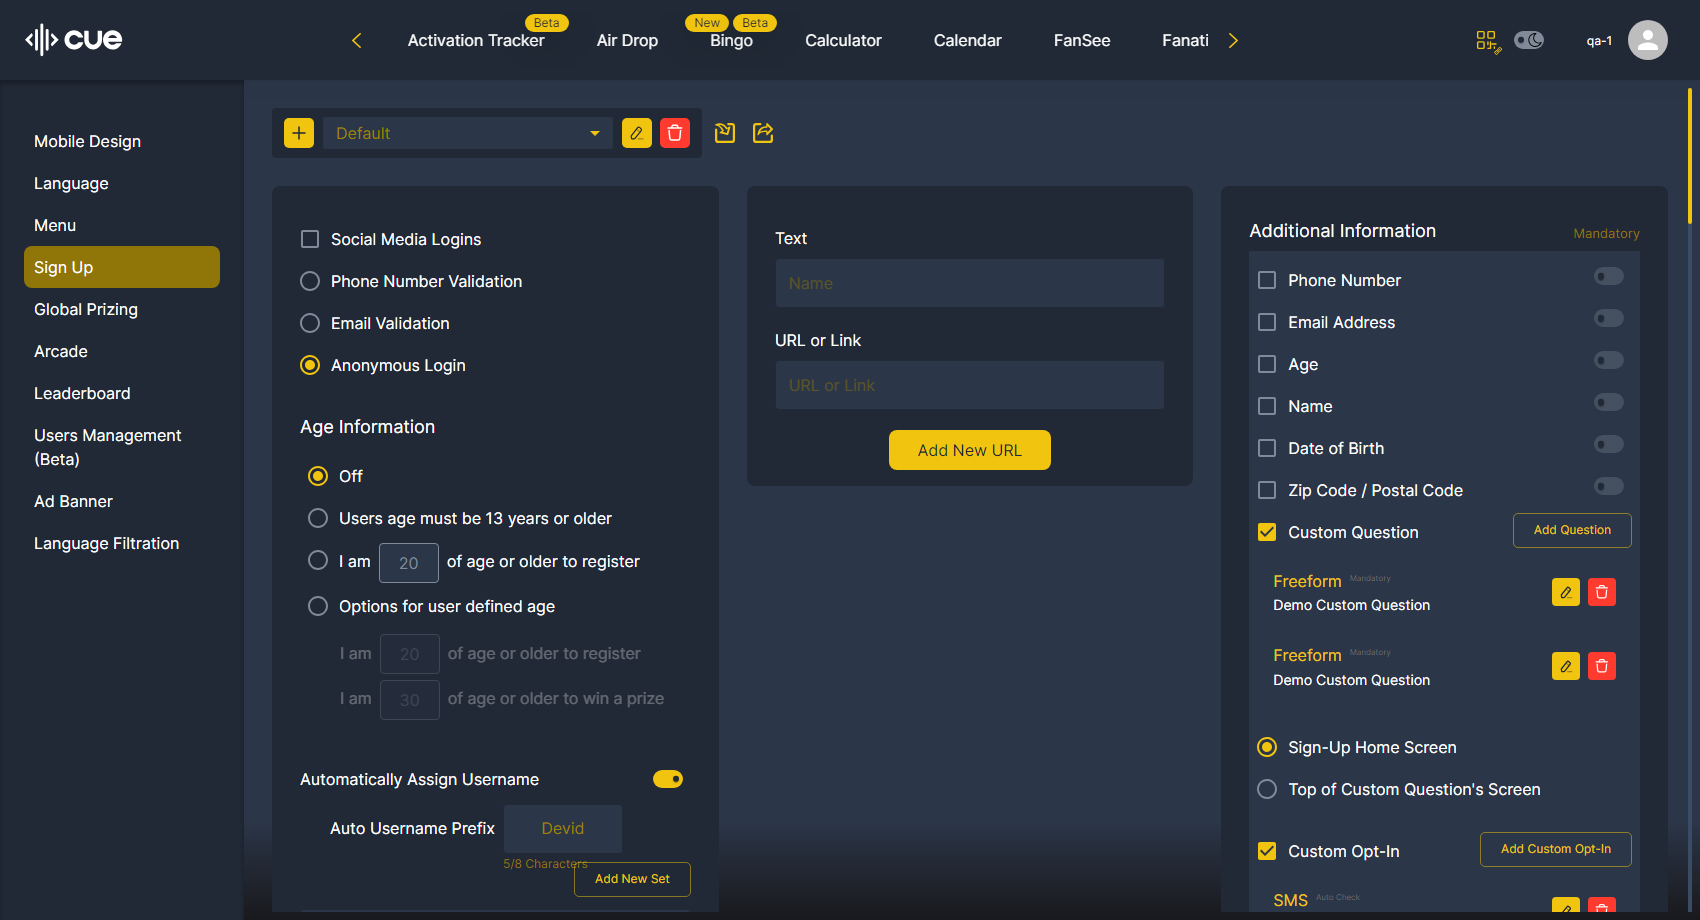 cue
Activation Tracker
Beta
Air Drop
New
Beta
Bingo
Calculator
Calendar
FanSee
Fanati
qa-1
Mobile Design
Language
Menu
Sign Up
Global Prizing
Arcade
Leaderboard
Users Management
(Beta)
Ad Banner
Language Filtration
Default
Social Media Logins
Phone Number Validation
Email Validation
Anonymous Login
Age Information
Off
Users age must be 13 years or older
I am 20 of age or older to register
Options for user defined age
I am 20 of age or older to register
I am 30 of age or older to win a prize
Automatically Assign Username
Auto Username Prefix Devid
5/8 Characters
Add New Set
Text
Name
URL or Link
URL or Link
Add New URL
Additional Information
Mandatory
Phone Number
Email Address
Age
Name
Date of Birth
Zip Code / Postal Code
Custom Question
Add Question
Freeform Mandatory
Demo Custom Question
Freeform Mandatory
Demo Custom Question
Sign-Up Home Screen
Top of Custom Question's Screen
Custom Opt-In
Add Custom Opt-In
SMS Auto Check